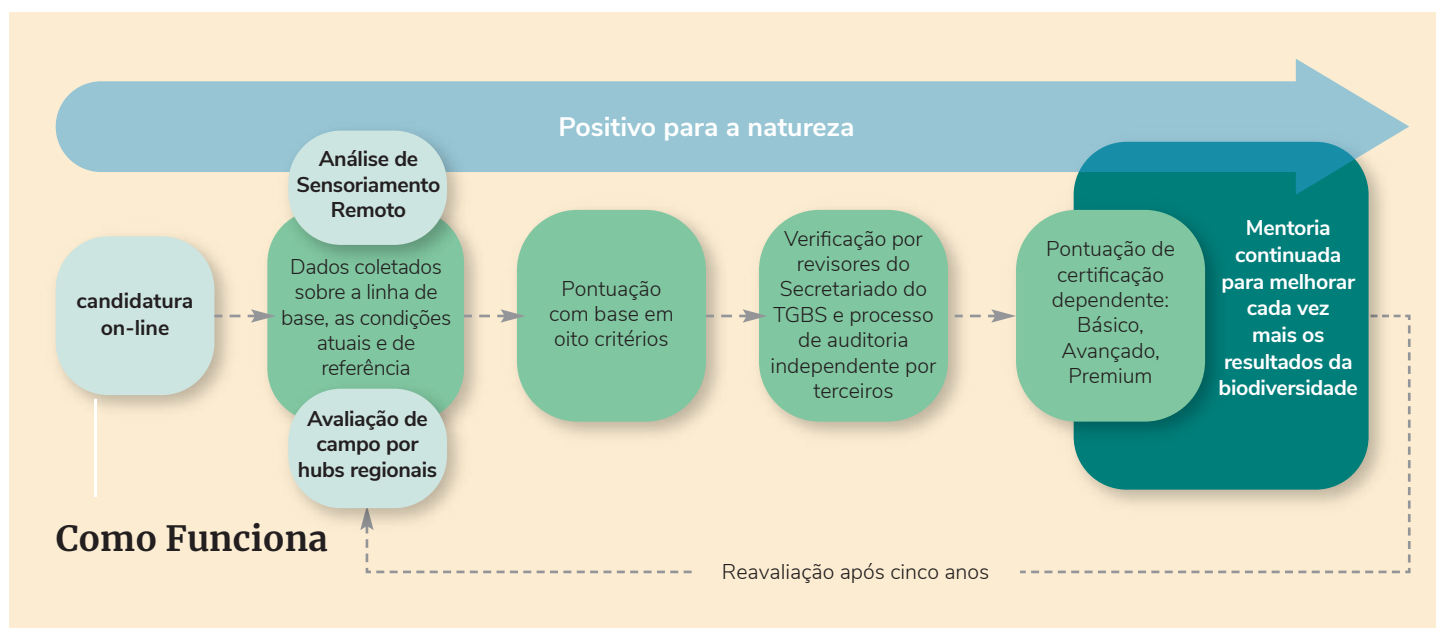 Positivo para a natureza
candidatura
on-line
Análise de
Sensoriamento
Remoto
Dados coletados
sobre a linha de
base, as condições
atuais e de
referência
Avaliação de
campo por
hubs regionais
Pontuação
com base em
oito critérios
Verificação por
revisores do
Secretariado do
TGBS e processo
de auditoria
independente por
terceiros
Pontuação de
certificação
dependente:
Básico,
Avançado,
Premium
Mentoria
continuada
para melhorar
cada vez
mais os
resultados da
biodiversidade
Como Funciona
Reavaliação após cinco anos